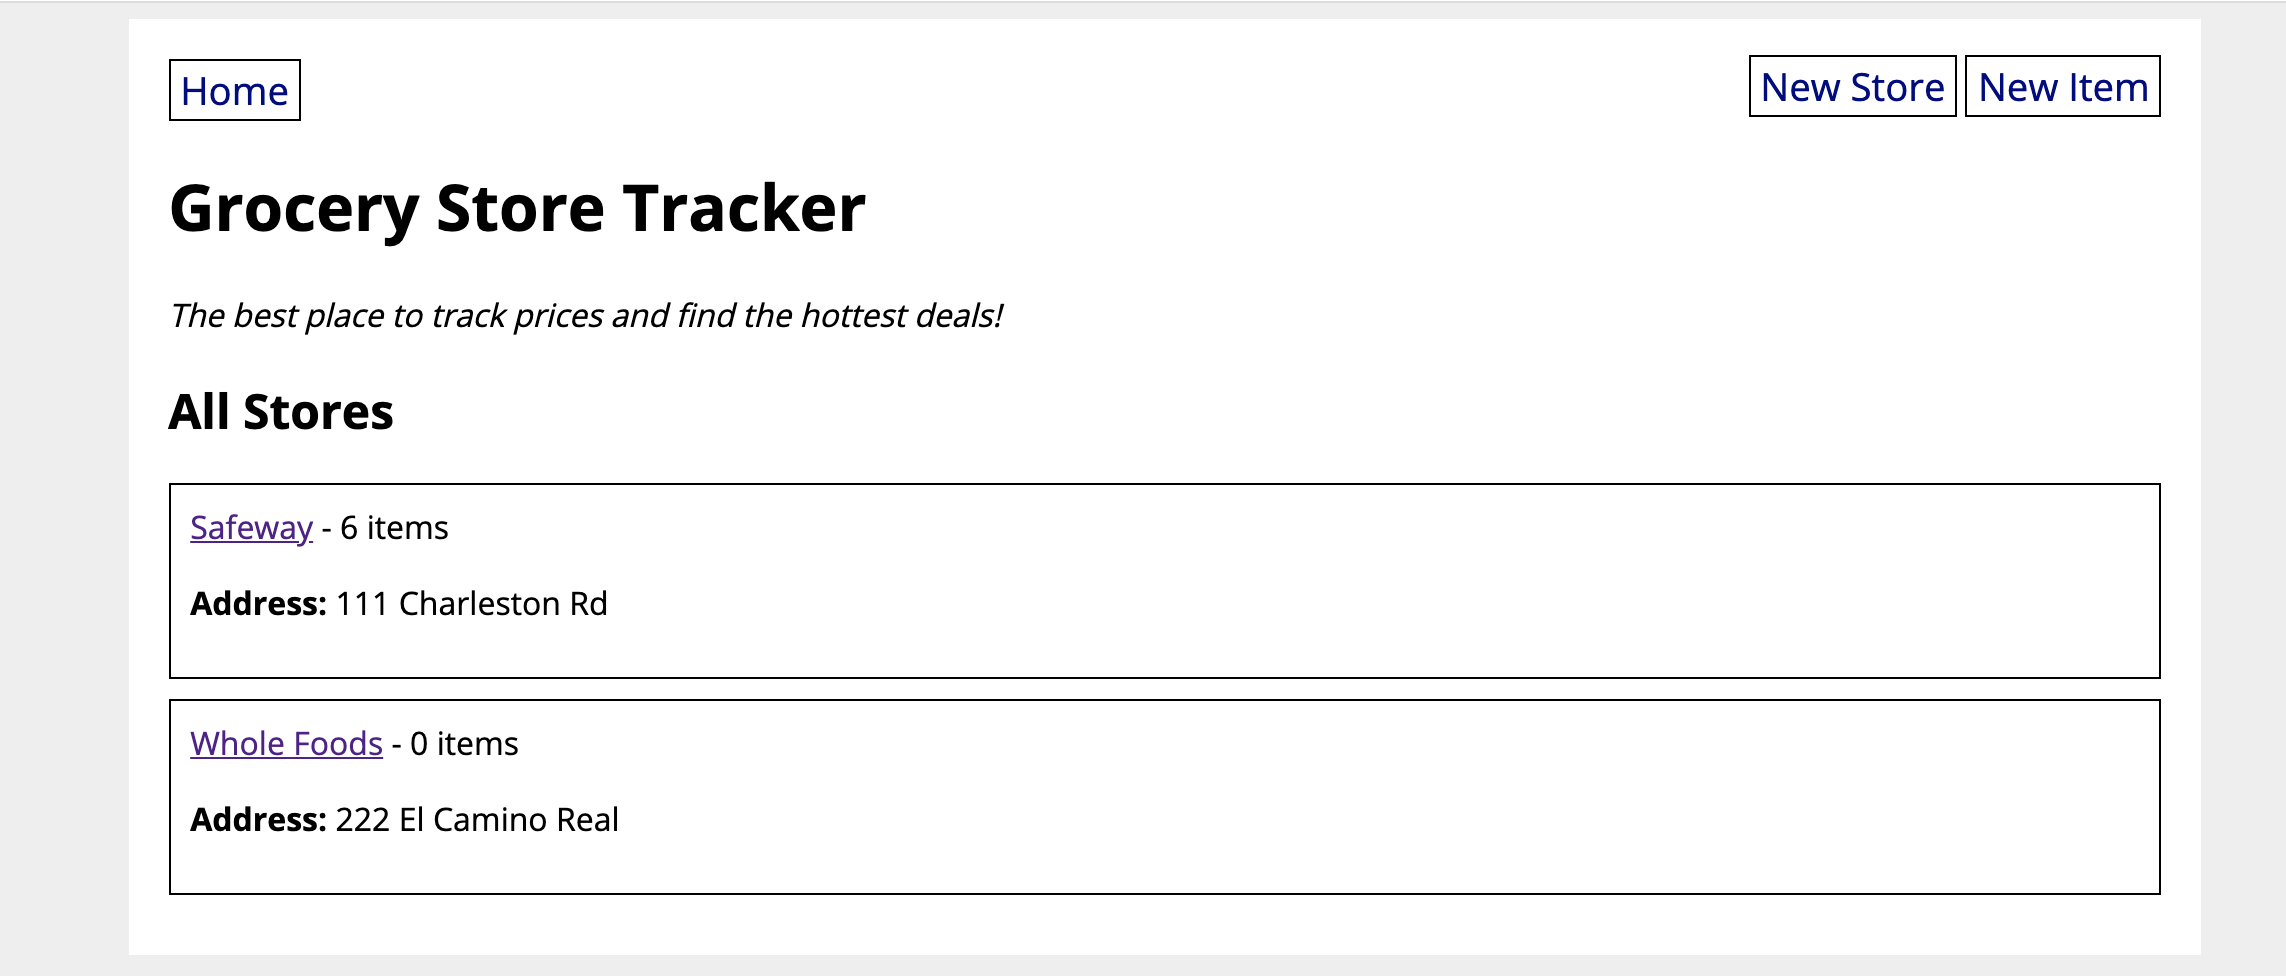 Home
New Store
New Item
Grocery Store Tracker
The best place to track prices and find the hottest deals!
All Stores
Safeway - 6 items
Address: 111 Charleston Rd
Whole Foods - 0 items
Address: 222 El Camino Real